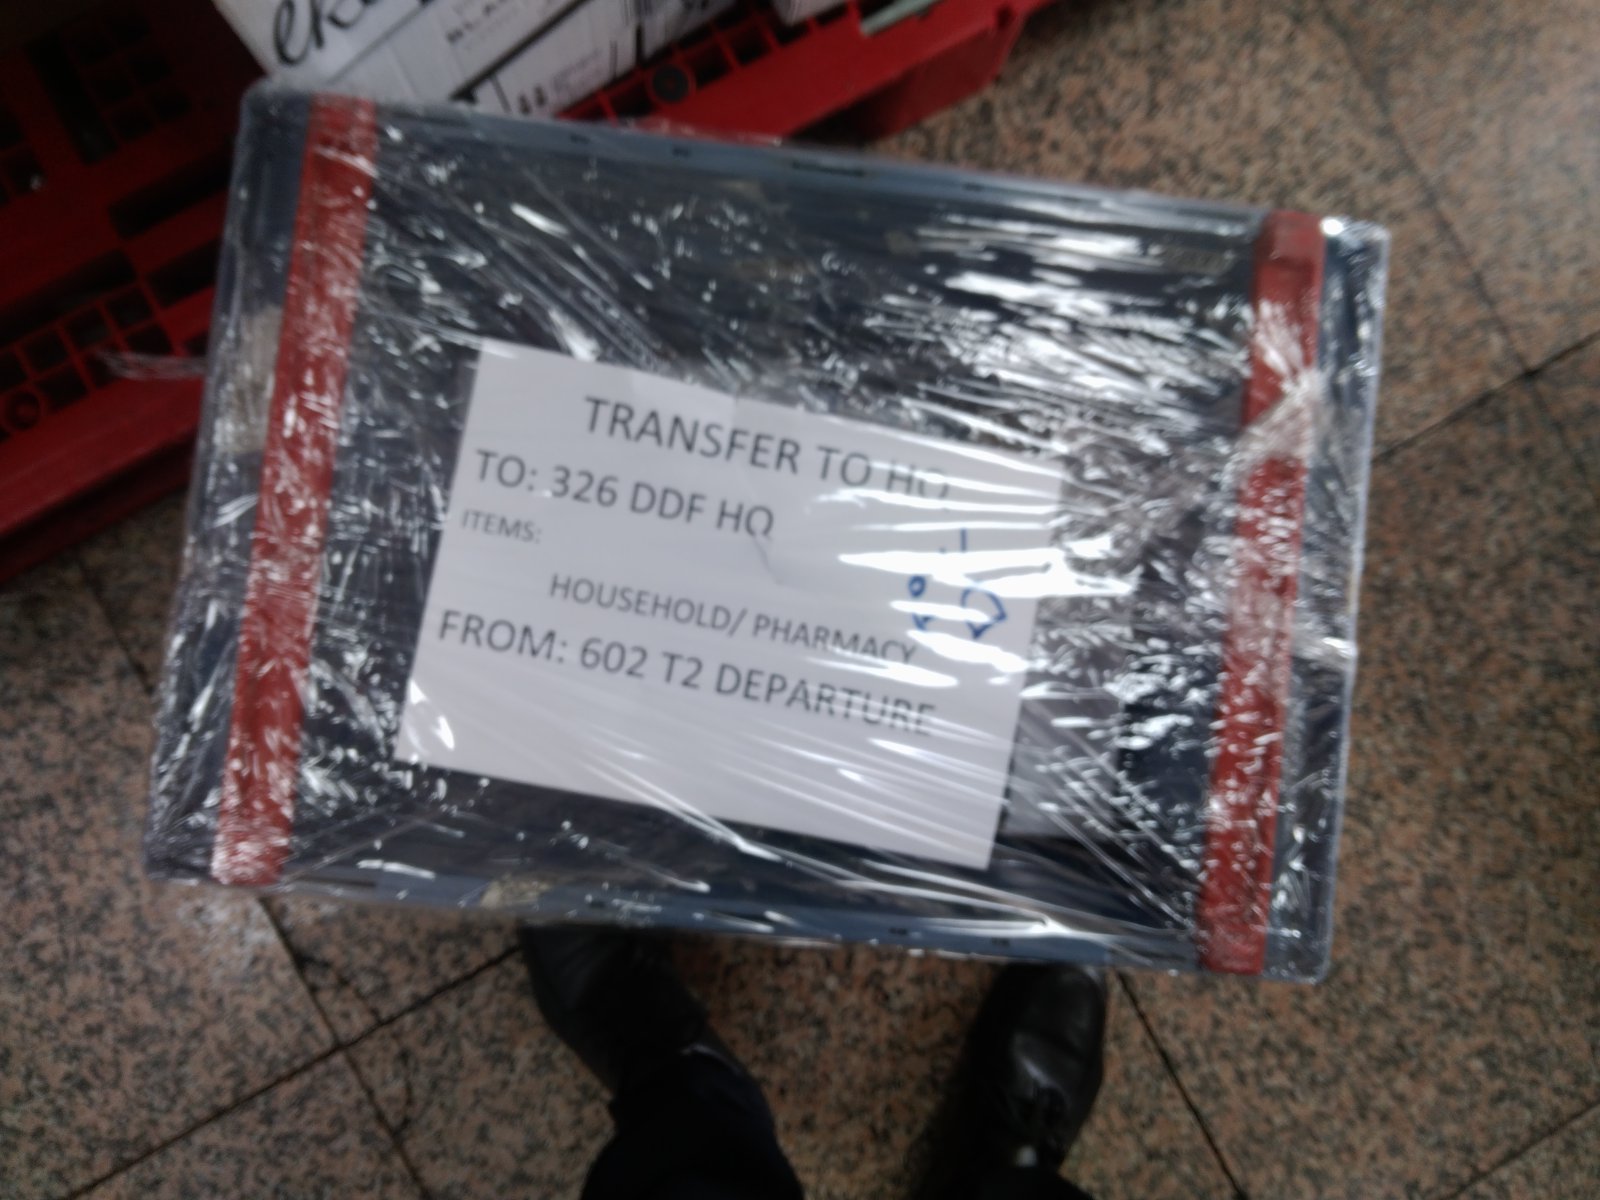 TRANSFER TO HQ
TO: 326 DDF HQ
ITEMS:
HOUSEHOLD/ PHARMACY
FROM: 602 T2 DEPARTURE